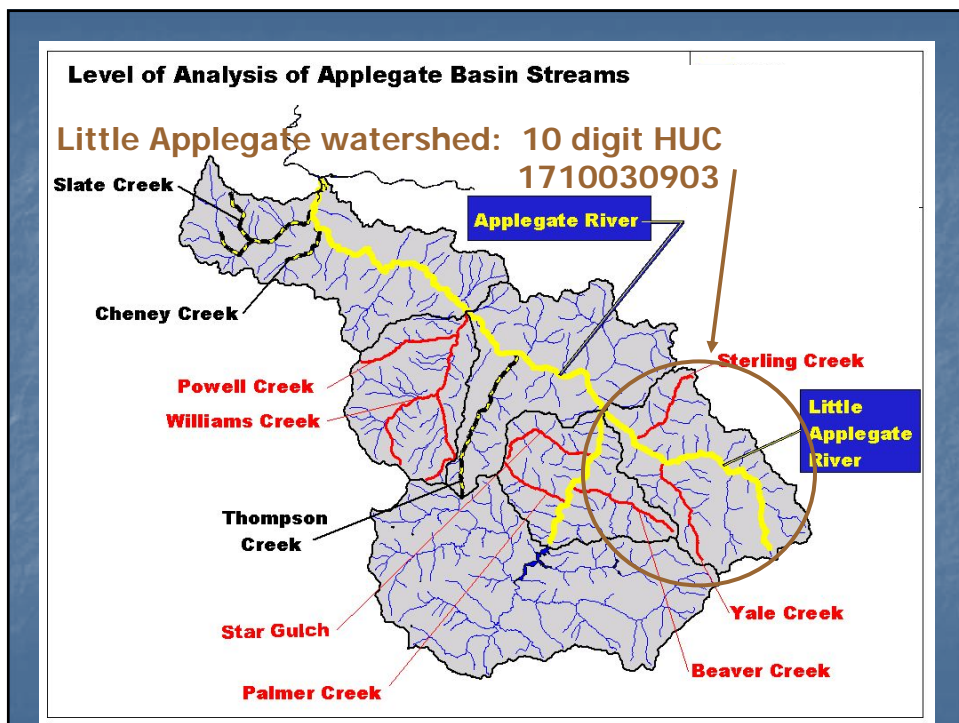 Level of Analysis of Applegate Basin Streams
Little Applegate watershed: 10 digit HUC
1710030903
Slate Creek
Applegate River
Cheney Creek
Sterling Creek
Powell Creek
Williams Creek
Little
Applegate
River
Thompson
Creek
Yale Creek
Star Gulch
Beaver Creek
Palmer Creek